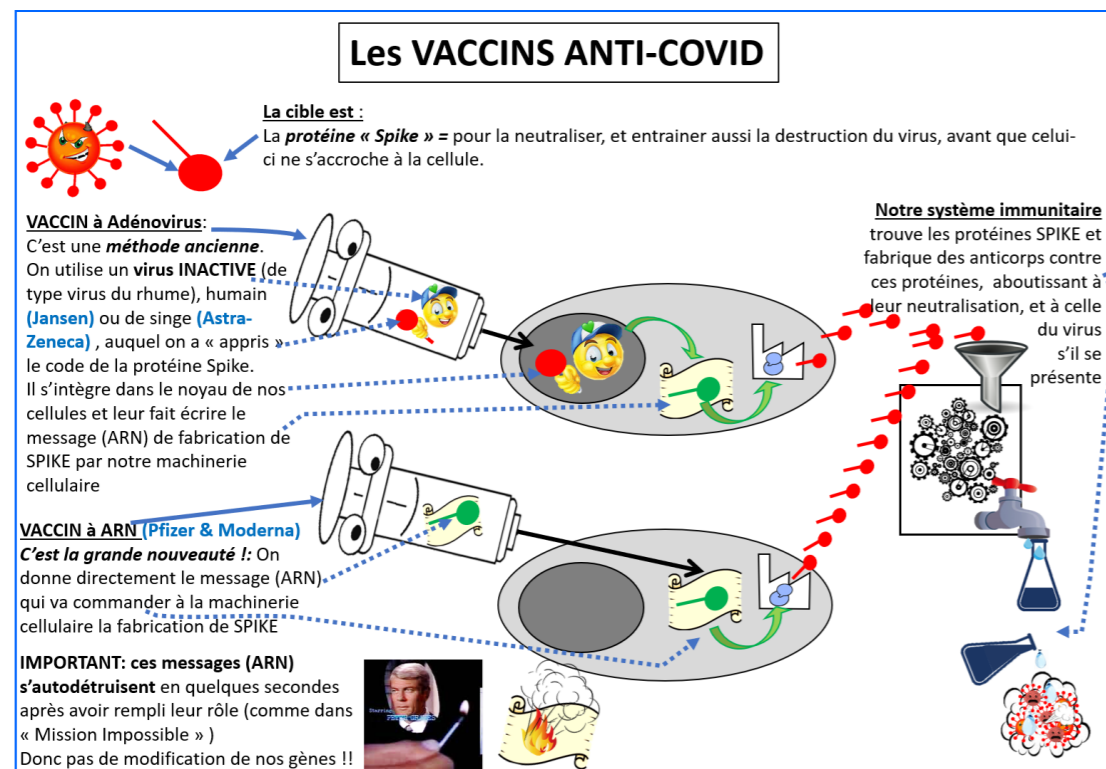 Les VACCINS ANTI-COVID
La cible est :
La protéine « Spike » = pour la neutraliser, et entrainer aussi la destruction du virus, avant que celui-
ci ne s’accroche à la cellule.
VACCIN à Adénovirus:
C’est une méthode ancienne.
On utilise un virus INACTIVE (de
type virus du rhume), humain
(Jansen) ou de singe (Astra-
Zeneca) , auquel on a « appris »
le code de la protéine Spike.
Il s’intègre dans le noyau de nos
cellules et leur fait écrire le
message (ARN) de fabrication de
SPIKE par notre machinerie
cellulaire
Notre système immunitaire
trouve les protéines SPIKE et
fabrique des anticorps contre
ces protéines, aboutissant à
leur neutralisation, et à celle
du virus
s’il se
présente
VACCIN à ARN (Pfizer & Moderna)
C’est la grande nouveauté !: On
donne directement le message (ARN)
qui va commander à la machinerie
cellulaire la fabrication de SPIKE
IMPORTANT: ces messages (ARN)
s’autodétruisent en quelques secondes
après avoir rempli leur rôle (comme dans
« Mission Impossible » )
Donc pas de modification de nos gènes !!